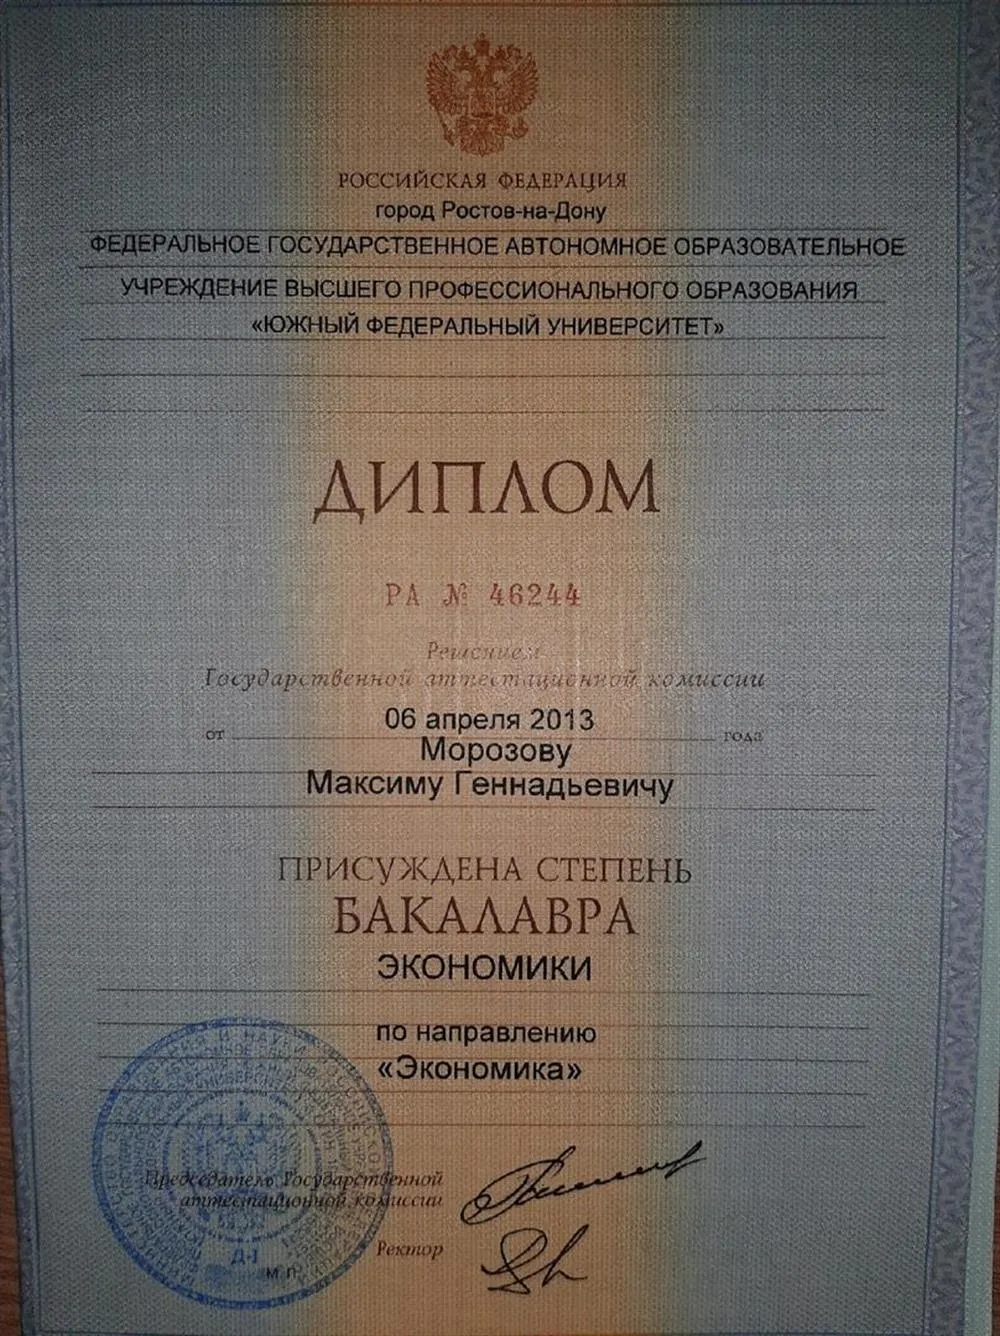 РОССИЙСКАЯ ФЕДЕРАЦИЯ
город Ростов-на-Дону
ФЕДЕРАЛЬНОЕ ГОСУДАРСТВЕННОЕ АВТОНОМНОЕ ОБРАЗОВАТЕЛЬНОЕ
УЧРЕЖДЕНИЕ ВЫСШЕГО ПРОФЕССИОНАЛЬНОГО ОБРАЗОВАНИЯ
«ЮЖНЫЙ ФЕДЕРАЛЬНЫЙ УНИВЕРСИТЕТ»
ДИПЛОМ
РА № 46244
Решением
Государственной аттестационной комиссии
от 06 апреля 2013 года
Морозову
Максиму Геннадьевичу
ПРИСУЖДЕНА СТЕПЕНЬ
БАКАЛАВРА
ЭКОНОМИКИ
по направлению
«Экономика»
Председатель Государственной
аттестационной комиссии
Ректор
Д-1
М.П.